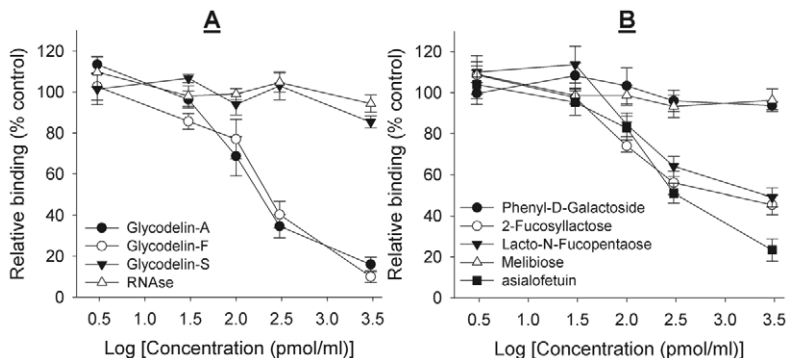 A
Relative binding (% control)
120
100
80
60
40
20
0
Glycodelin-A
Glycodelin-F
Glycodelin-S
RNAse
0.5 1.0 1.5 2.0 2.5 3.0 3.5
Log [Concentration (pmol/ml)]
B
Relative binding (% control)
120
100
80
60
40
20
0
Phenyl-D-Galactoside
2-Fucosyllactose
Lacto-N-Fucopentaose
Melibiose
asialofetuin
0.5 1.0 1.5 2.0 2.5 3.0 3.5
Log [Concentration (pmol/ml)]